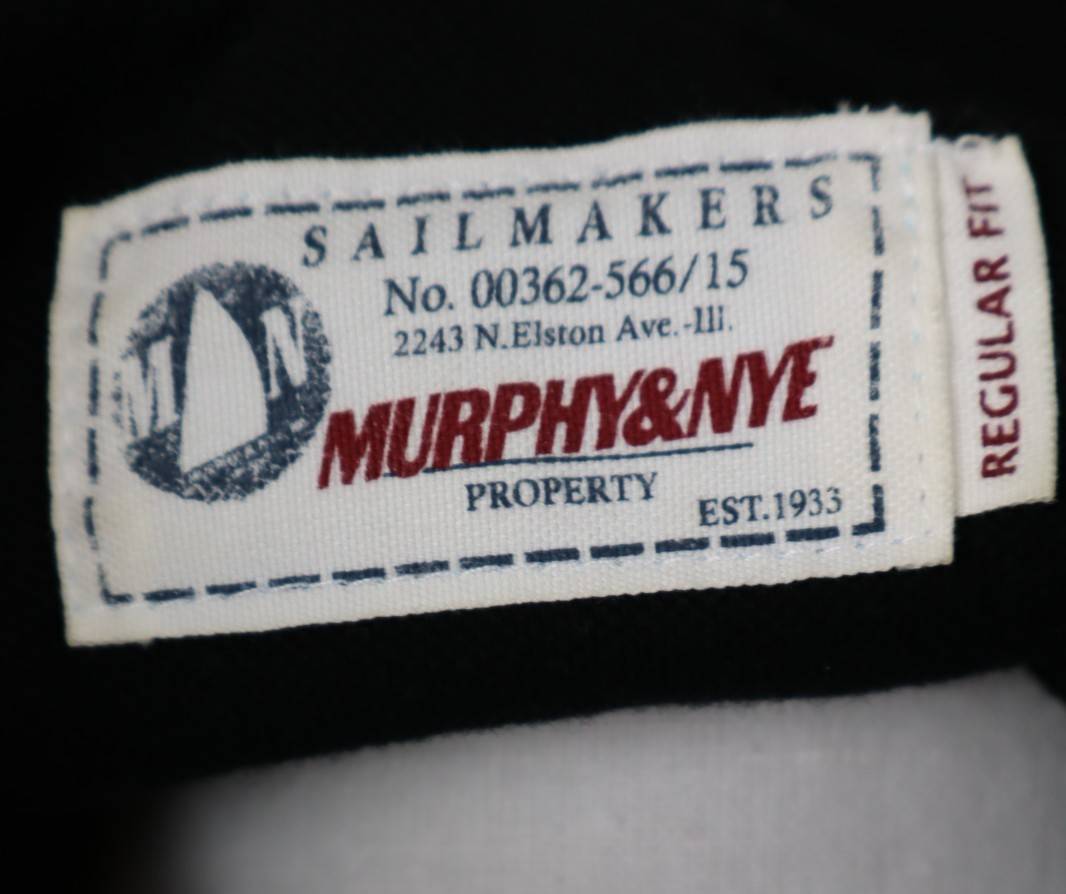 SAILMAKERS
No. 00362-566/15
2243 N.Elston Ave.-Ill.
M N
MURPHY&NYE
PROPERTY
EST.1933
REGULAR FIT